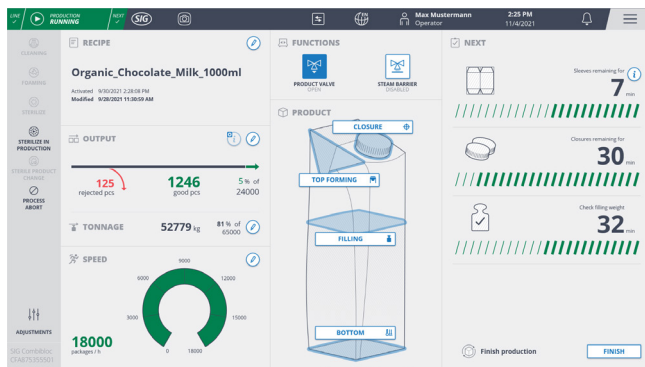 LINE
PRODUCTION
RUNNING
NEXT
SIG
EN
Max Mustermann
Operator
2:25 PM
11/4/2021
CLEANING
FOAMING
STERILIZE
STERILIZE IN
PRODUCTION
STERILE PRODUCT
CHANGE
PROCESS
ABORT
ADJUSTMENTS
SIG Combibloc
RECIPE
Organic_Chocolate_Milk_1000ml
Activated 9/30/2021 2:28:08 PM
Modified 9/28/2021 11:30:59 AM
OUTPUT
125
rejected pcs
1246
good pcs
5 % of
24000
TONNAGE
52779 kg
81 % of
65000
SPEED
9000
6000
12000
3000
15000
0
18000
18000
packages / h
FUNCTIONS
PRODUCT VALVE
OPEN
STEAM BARRIER
DISABLED
PRODUCT
CLOSURE
TOP FORMING
FILLING
BOTTOM
NEXT
Sleeves remaining for
7 min
Closures remaining for
30 min
Check filling weight
32 min
Finish production
FINISH